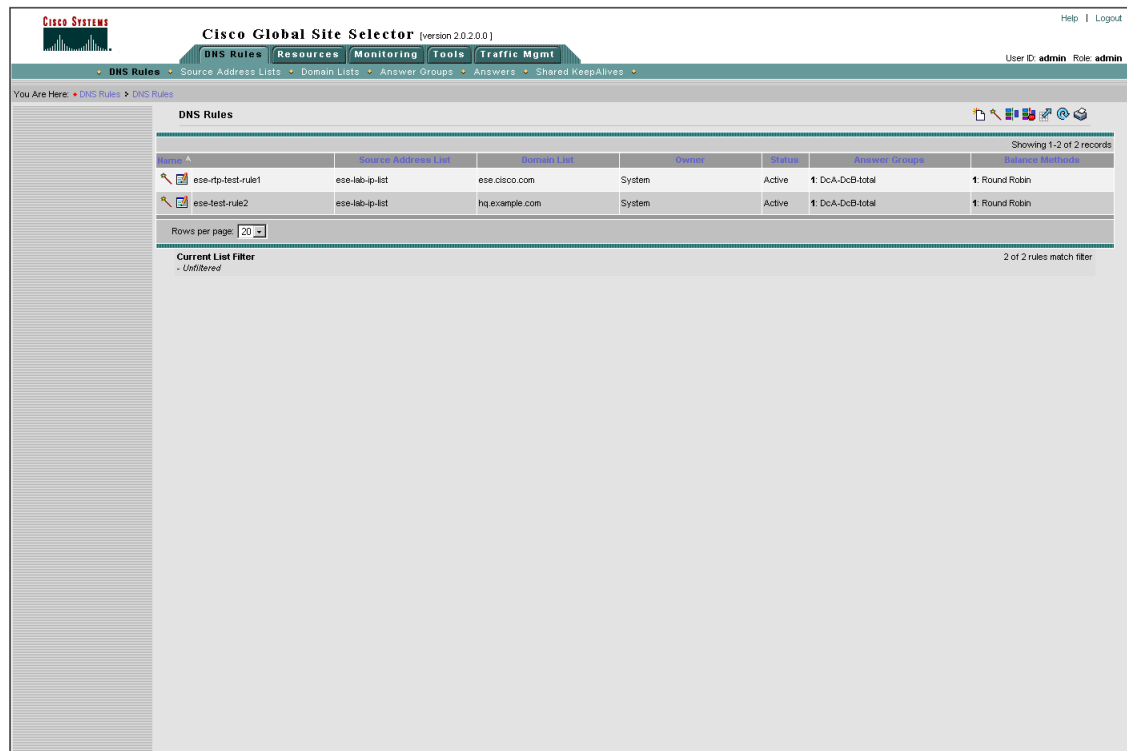 CISCO SYSTEMS
Help | Logout
Cisco Global Site Selector [version 2.0.2.0.0 ]
DNS Rules Resources Monitoring Tools Traffic Mgmt
User ID: admin Role: admin
DNS Rules Source Address Lists Domain Lists Answer Groups Answers Shared KeepAlives
You Are Here: DNS Rules > DNS Rules
DNS Rules
Showing 1-2 of 2 records
Name Source Address List Domain List Owner Status Answer Groups Balance Methods
ese-rtp-test-rule1 ese-lab-ip-list ese.cisco.com System Active 1: DcA-DcB-total 1: Round Robin
ese-test-rule2 ese-lab-ip-list hq.example.com System Active 1: DcA-DcB-total 1: Round Robin
Rows per page: 20
Current List Filter 2 of 2 rules match filter
- Unfiltered